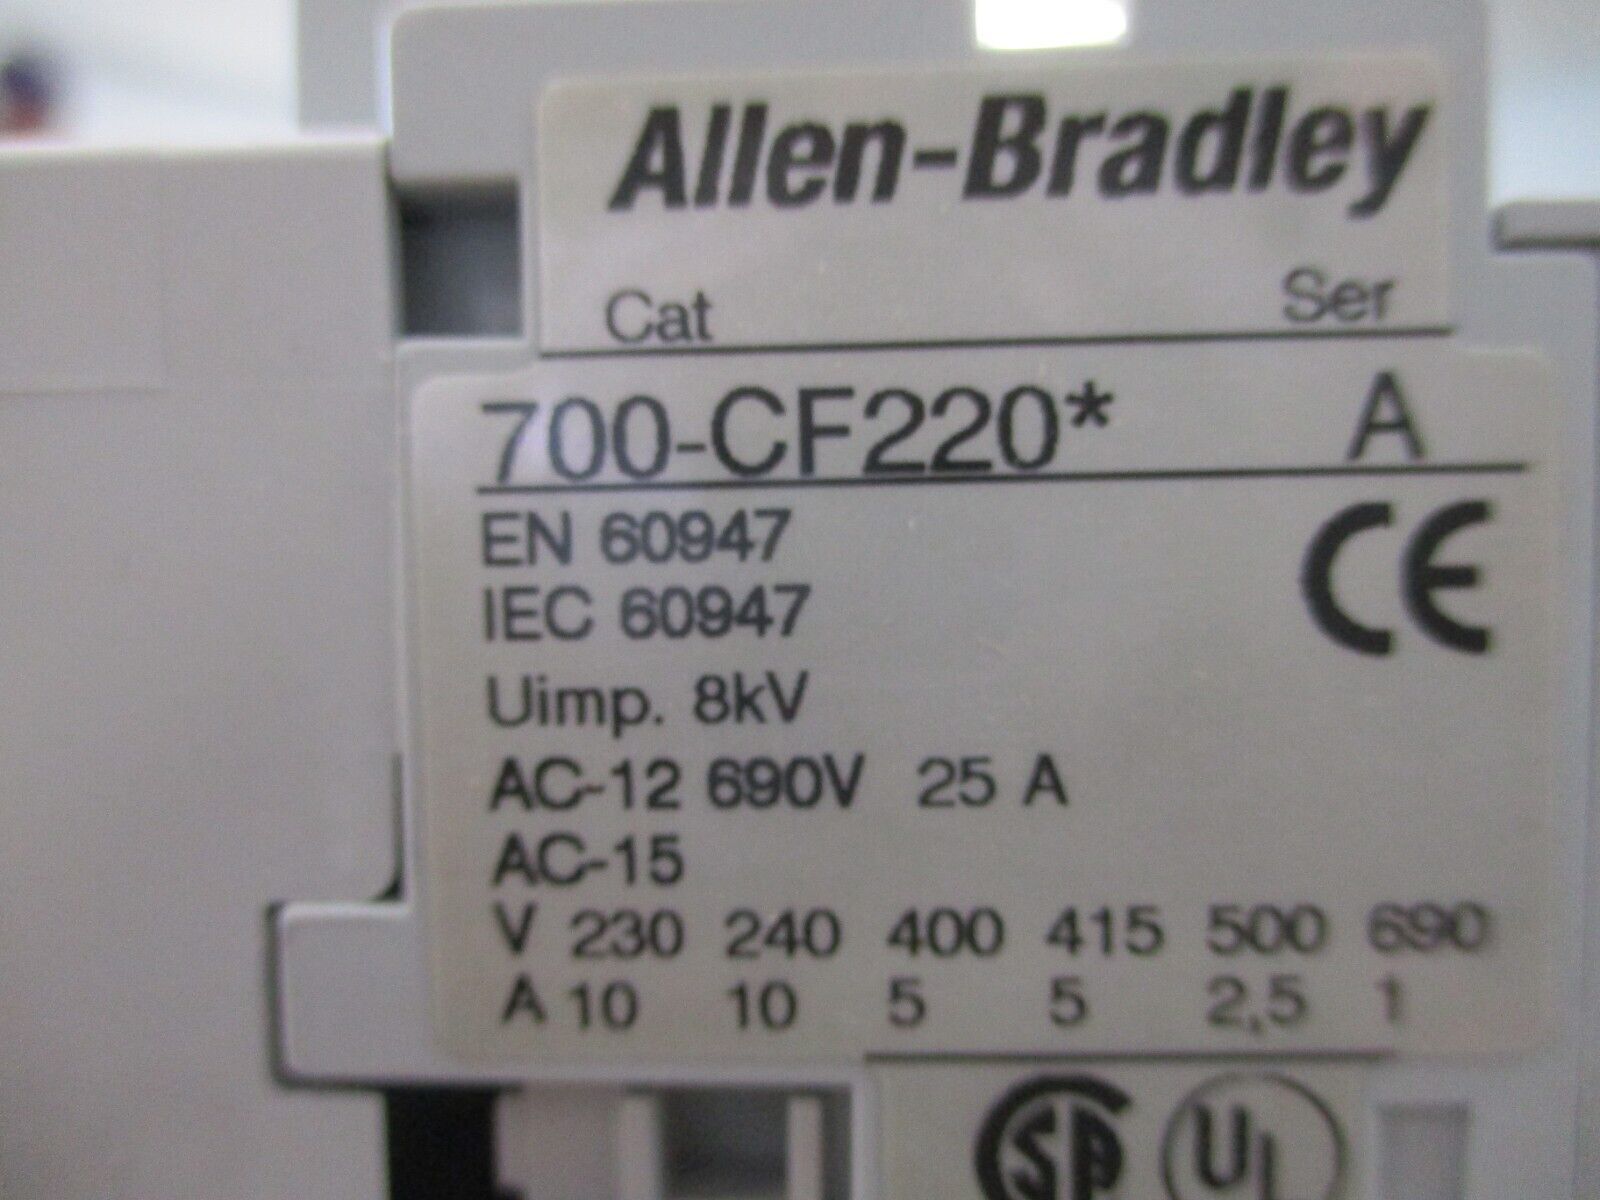 Allen-Bradley
Cat Ser
700-CF220* A
EN 60947
IEC 60947
CE
Uimp. 8kV
AC-12 690V 25 A
AC-15
V 230 240 400 415 500 690
A 10 10 5 5 2,5 1
UL